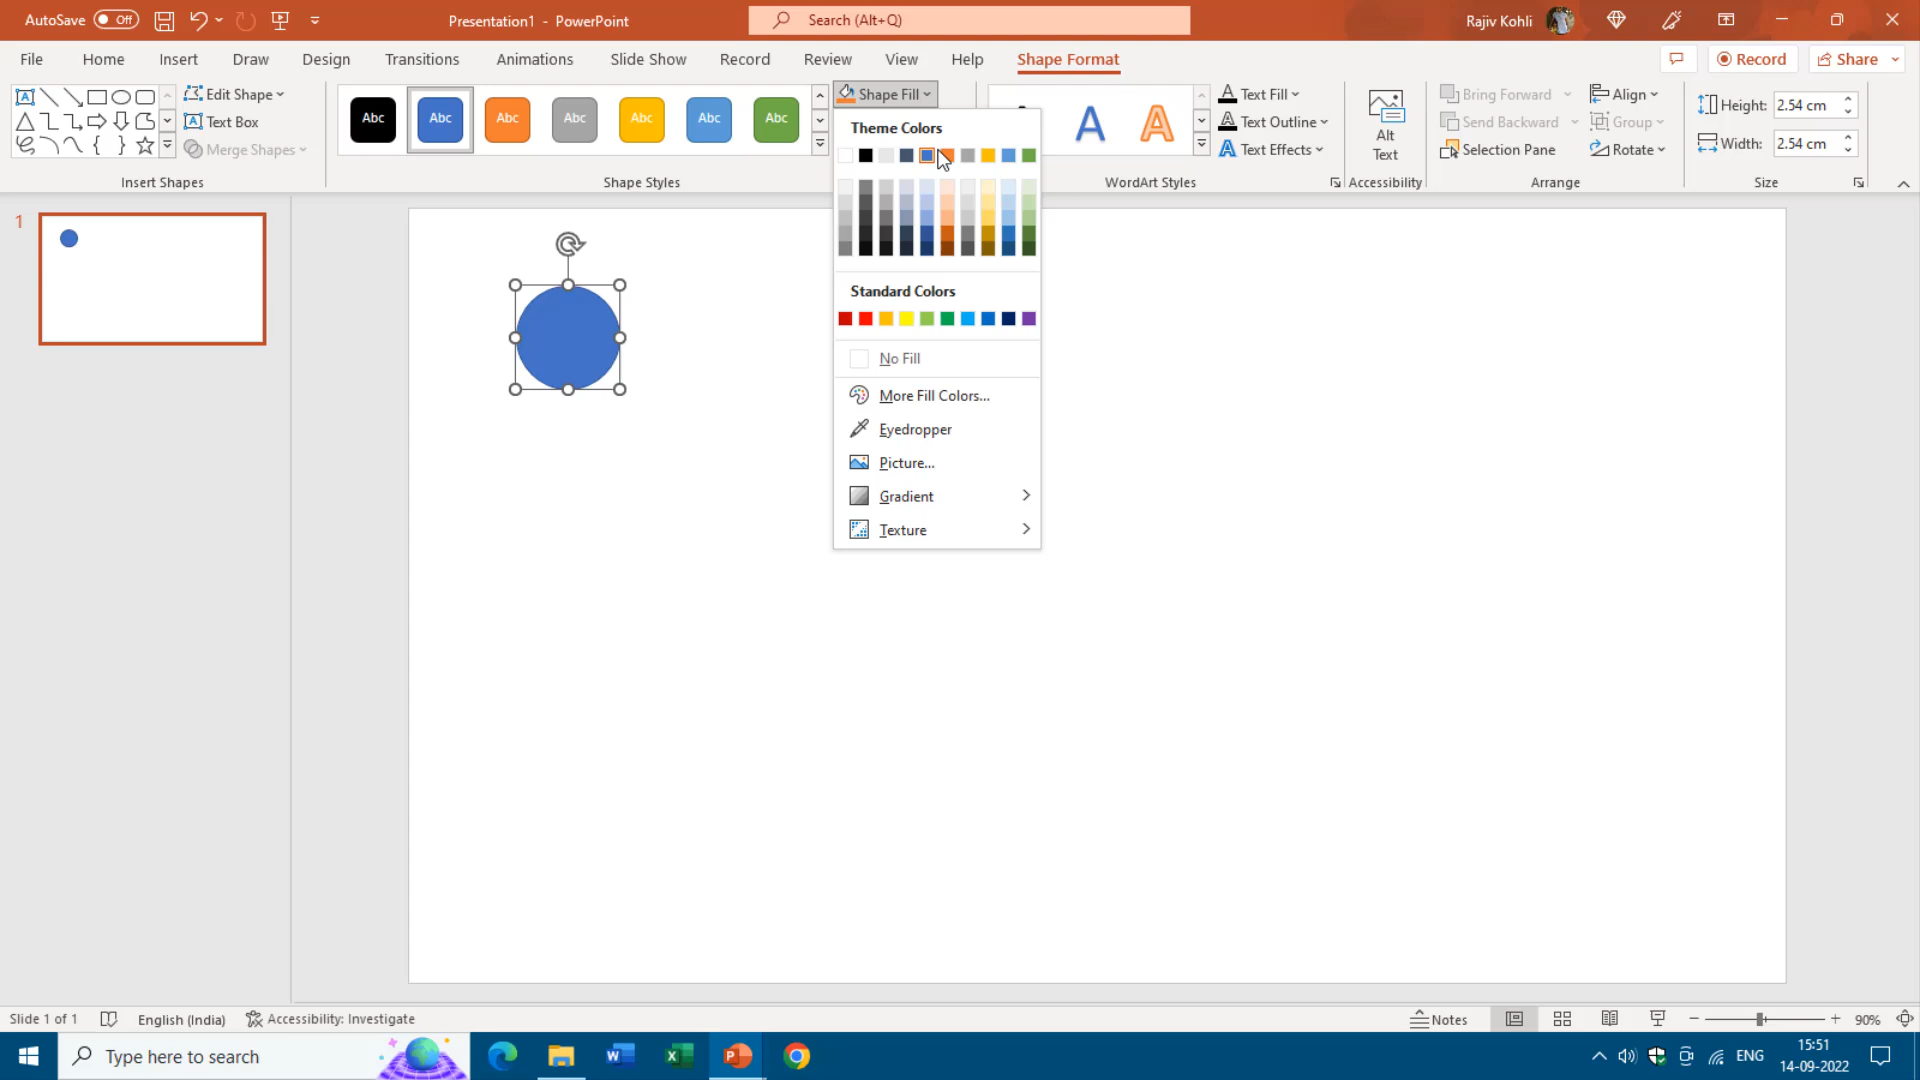 AutoSave Off Presentation1 - PowerPoint Search (Alt+Q) Rajiv Kohli
File Home Insert Draw Design Transitions Animations Slide Show Record Review View Help Shape Format Record Share
Edit Shape
Text Box
Merge Shapes
Insert Shapes
Abc Abc Abc Abc Abc Abc Abc
Shape Styles
Shape Fill
Theme Colors
Standard Colors
No Fill
More Fill Colors...
Eyedropper
Picture...
Gradient
Texture
A A
Text Fill
Text Outline
Text Effects
WordArt Styles
Alt
Text
Accessibility
Bring Forward
Send Backward
Selection Pane
Align
Group
Rotate
Arrange
Height: 2.54 cm
Width: 2.54 cm
Size
1
Slide 1 of 1 English (India) Accessibility: Investigate Notes 90%
Type here to search ENG 15:51
14-09-2022